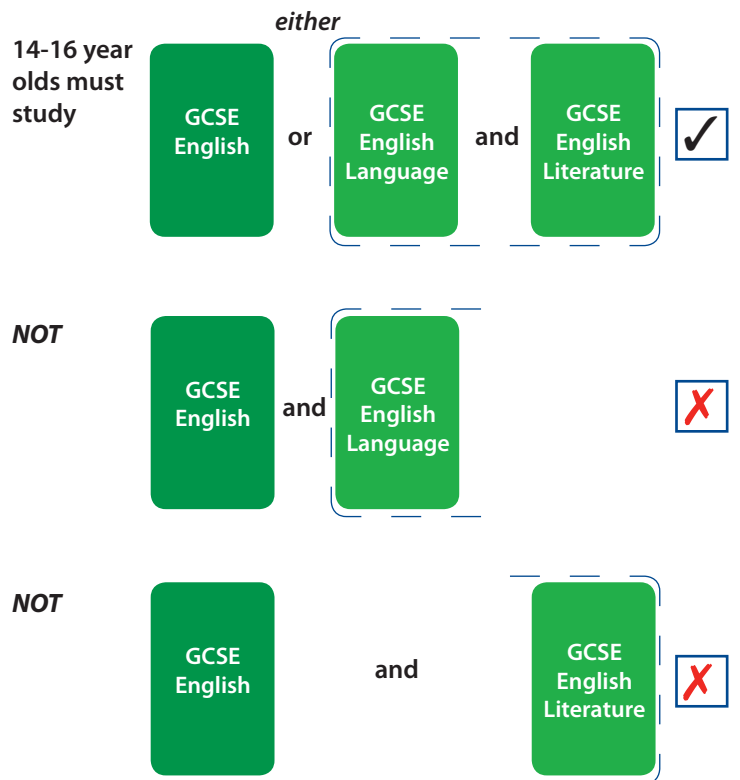 either
14-16 year
olds must
study
GCSE
English
or
GCSE
English
Language
and
GCSE
English
Literature
✓
NOT
GCSE
English
and
GCSE
English
Language
✗
NOT
GCSE
English
and
GCSE
English
Literature
✗